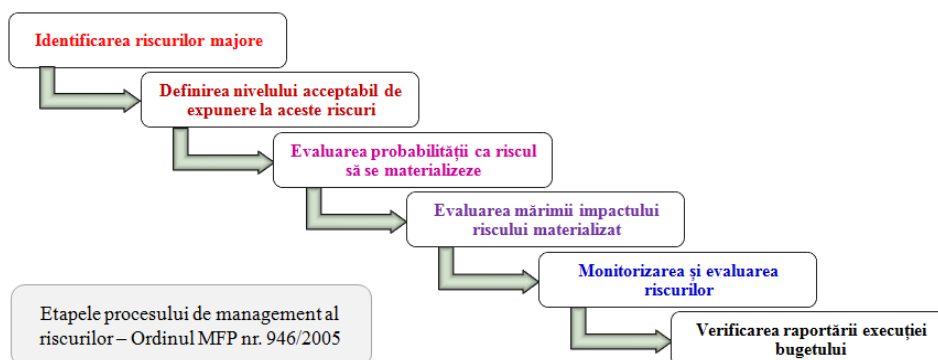 Identificarea riscurilor majore
Definirea nivelului acceptabil de
expunere la aceste riscuri
Evaluarea probabilității ca riscul
să se materializeze
Evaluarea mărimii impactului
riscului materializat
Monitorizarea și evaluarea
riscurilor
Verificarea raportării execuției
bugetului
Etapele procesului de management al
riscurilor – Ordinul MFP nr. 946/2005